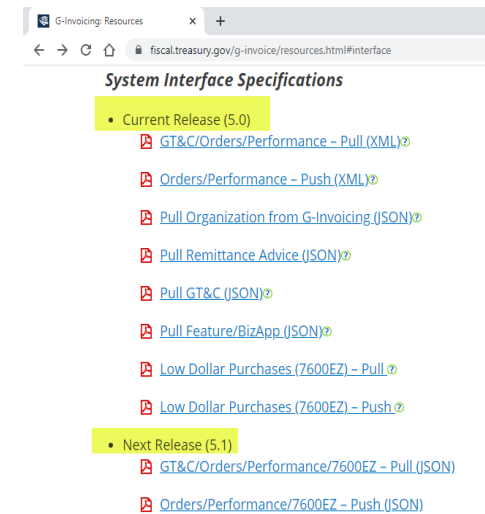 G-Invoicing: Resources
fiscal.treasury.gov/g-invoice/resources.html#interface
System Interface Specifications
• Current Release (5.0)
GT&C/Orders/Performance – Pull (XML)
Orders/Performance – Push (XML)
Pull Organization from G-Invoicing (JSON)
Pull Remittance Advice (JSON)
Pull GT&C (JSON)
Pull Feature/BizApp (JSON)
Low Dollar Purchases (7600EZ) – Pull
Low Dollar Purchases (7600EZ) – Push
• Next Release (5.1)
GT&C/Orders/Performance/7600EZ – Pull (JSON)
Orders/Performance/7600EZ – Push (JSON)